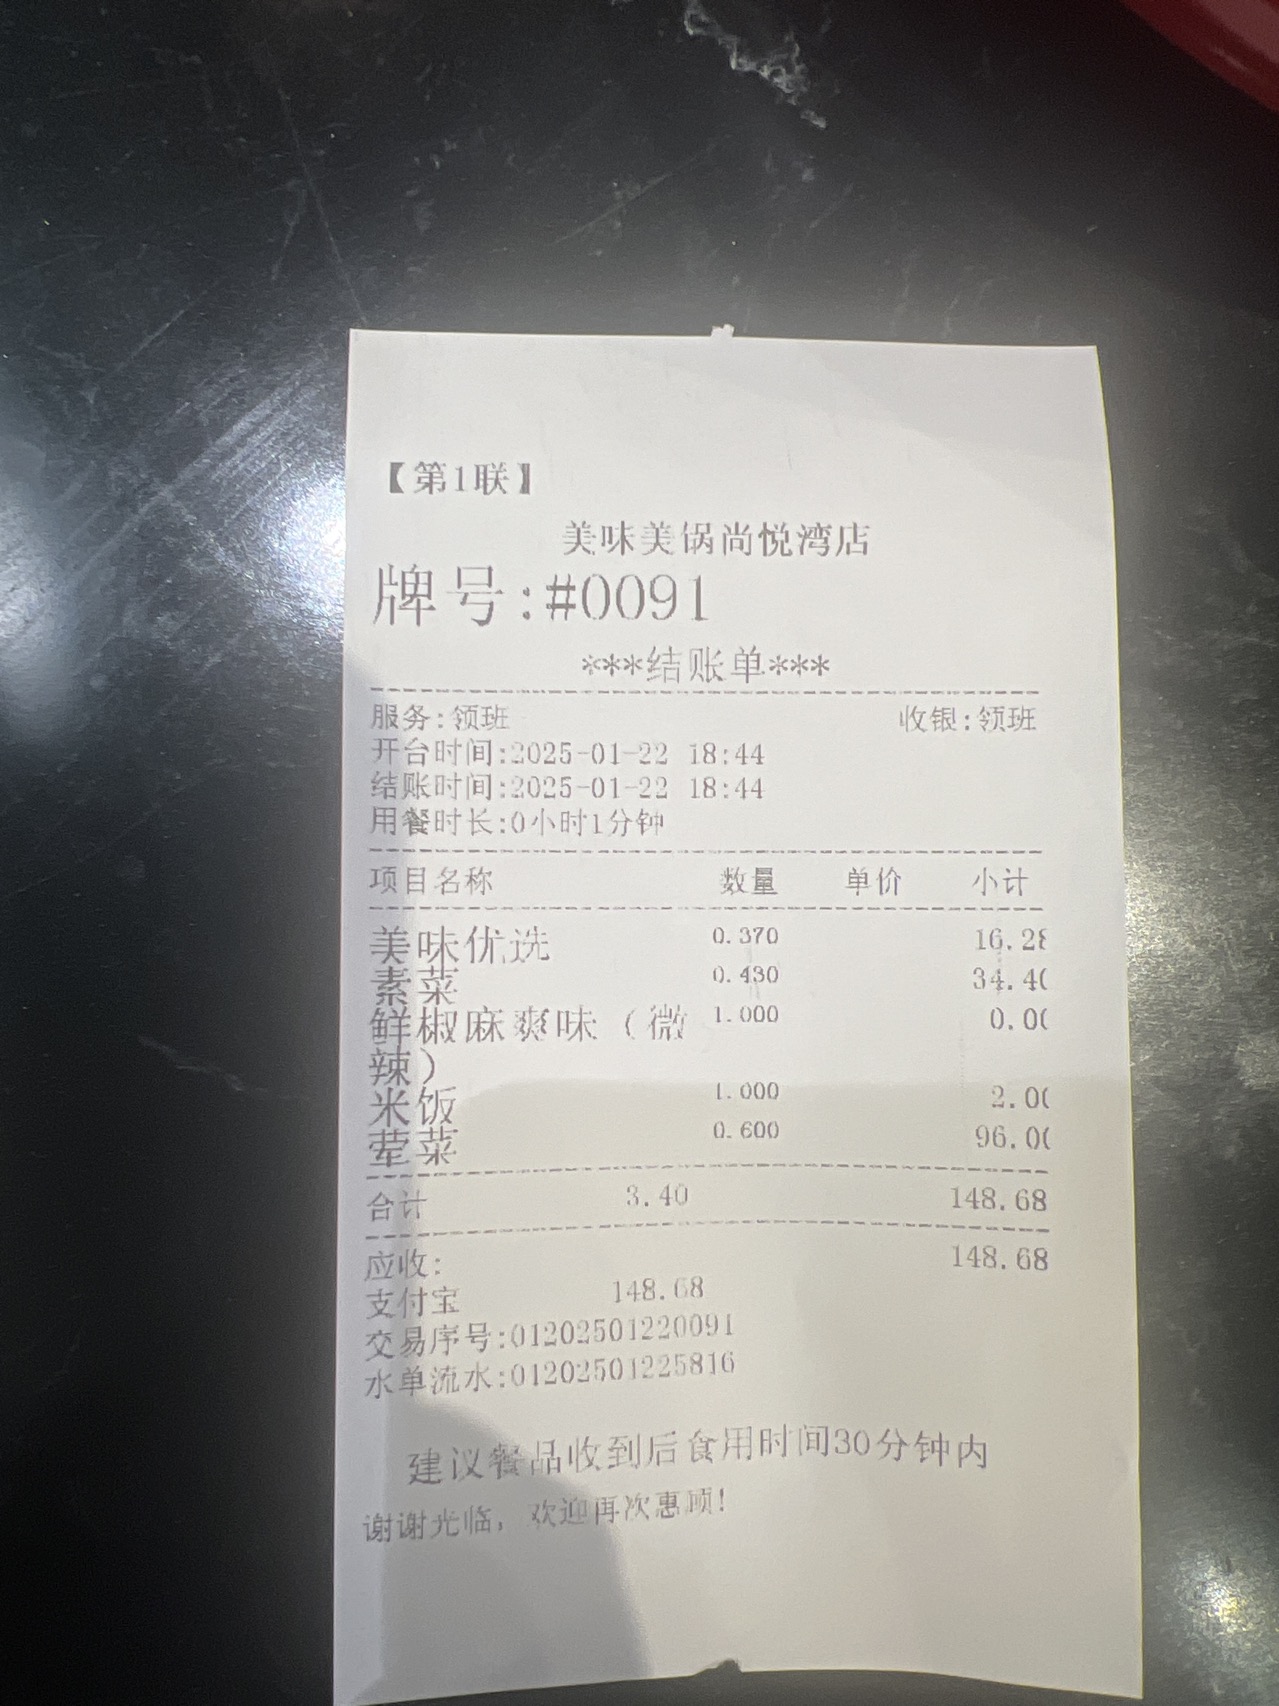 【第1联】
美味美锅尚悦湾店
牌号:#0091
***结账单***
服务:领班 收银:领班
开台时间:2025-01-22 18:44
结账时间:2025-01-22 18:44
用餐时长:0小时1分钟
项目名称 数量 单价 小计
美味优选 0.370 16.28
素菜 0.430 34.40
鲜椒麻爽味（微 1.000 0.00
辣）
米饭 1.000 2.00
荤菜 0.600 96.00
合计 3.40 148.68
应收: 148.68
支付宝 148.68
交易序号:01202501220091
水单流水:01202501225816
建议餐品收到后食用时间30分钟内
谢谢光临，欢迎再次惠顾!